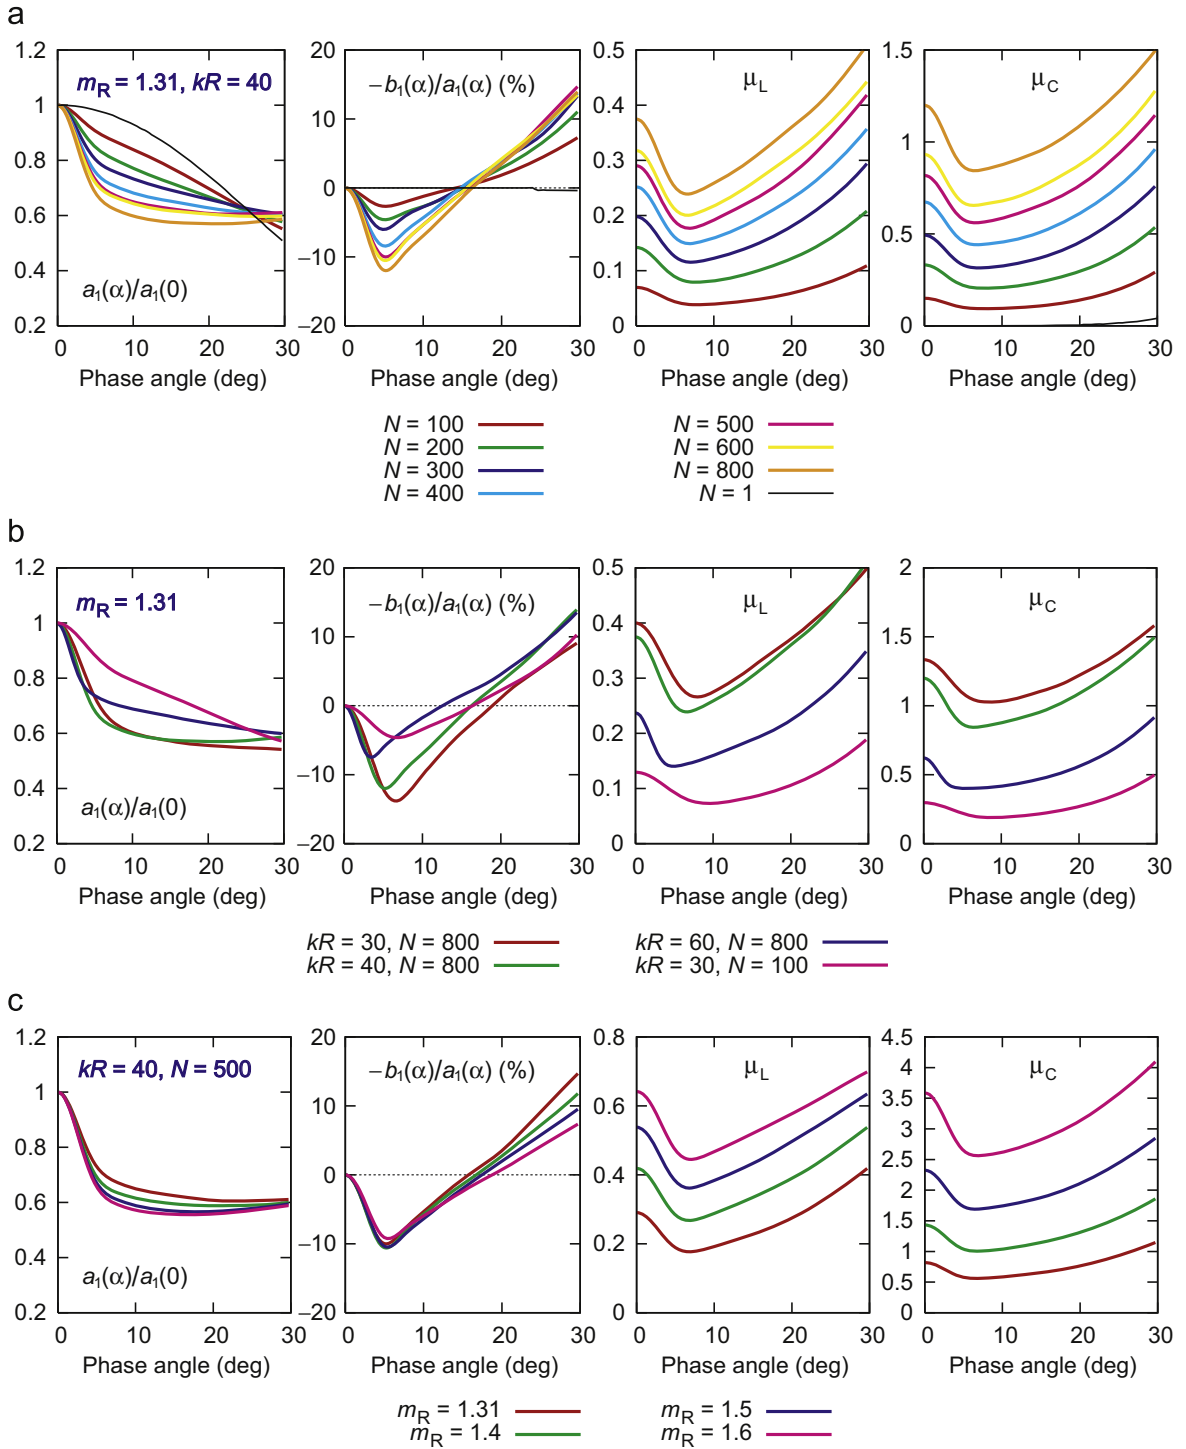 a
m_R = 1.31, kR = 40
a₁(α)/a₁(0)
1.2
1
0.8
0.6
0.4
0.2
0 10 20 30
Phase angle (deg)
−b₁(α)/a₁(α) (%)
20
10
0
−10
−20
0 10 20 30
Phase angle (deg)
μ_L
0.5
0.4
0.3
0.2
0.1
0
0 10 20 30
Phase angle (deg)
μ_C
1.5
1
0.5
0
0 10 20 30
Phase angle (deg)
N = 100
N = 200
N = 300
N = 400
N = 500
N = 600
N = 800
N = 1
b
m_R = 1.31
a₁(α)/a₁(0)
1.2
1
0.8
0.6
0.4
0.2
0 10 20 30
Phase angle (deg)
−b₁(α)/a₁(α) (%)
20
10
0
−10
−20
0 10 20 30
Phase angle (deg)
μ_L
0.5
0.4
0.3
0.2
0.1
0
0 10 20 30
Phase angle (deg)
μ_C
2
1.5
1
0.5
0
0 10 20 30
Phase angle (deg)
kR = 30, N = 800
kR = 40, N = 800
kR = 60, N = 800
kR = 30, N = 100
c
kR = 40, N = 500
a₁(α)/a₁(0)
1.2
1
0.8
0.6
0.4
0.2
0 10 20 30
Phase angle (deg)
−b₁(α)/a₁(α) (%)
20
10
0
−10
−20
0 10 20 30
Phase angle (deg)
μ_L
0.8
0.6
0.4
0.2
0
0 10 20 30
Phase angle (deg)
μ_C
4.5
4
3.5
3
2.5
2
1.5
1
0.5
0
0 10 20 30
Phase angle (deg)
m_R = 1.31
m_R = 1.4
m_R = 1.5
m_R = 1.6